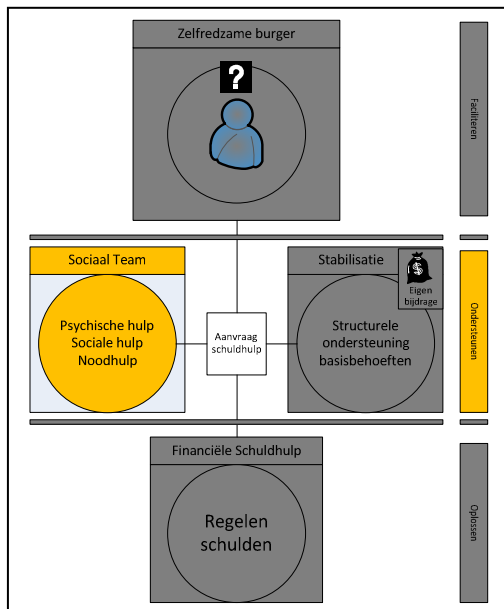 Zelfredzame burger
?
Faciliteren
Sociaal Team
Psychische hulp
Sociale hulp
Noodhulp
Aanvraag
schuldhulp
Stabilisatie
$
Eigen
bijdrage
Structurele
ondersteuning
basisbehoeften
Ondersteunen
Financiële Schuldhulp
Regelen
schulden
Oplossen